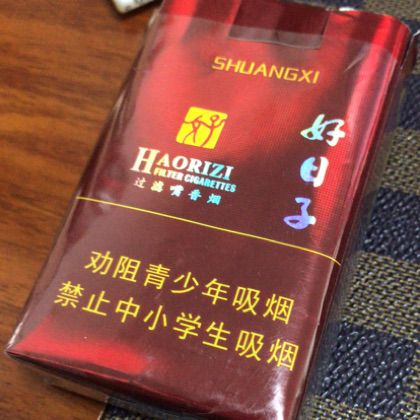 SHUANGXI
好日子
HAORIZI
FILTER CIGARETTES
过滤嘴香烟
劝阻青少年吸烟
禁止中小学生吸烟